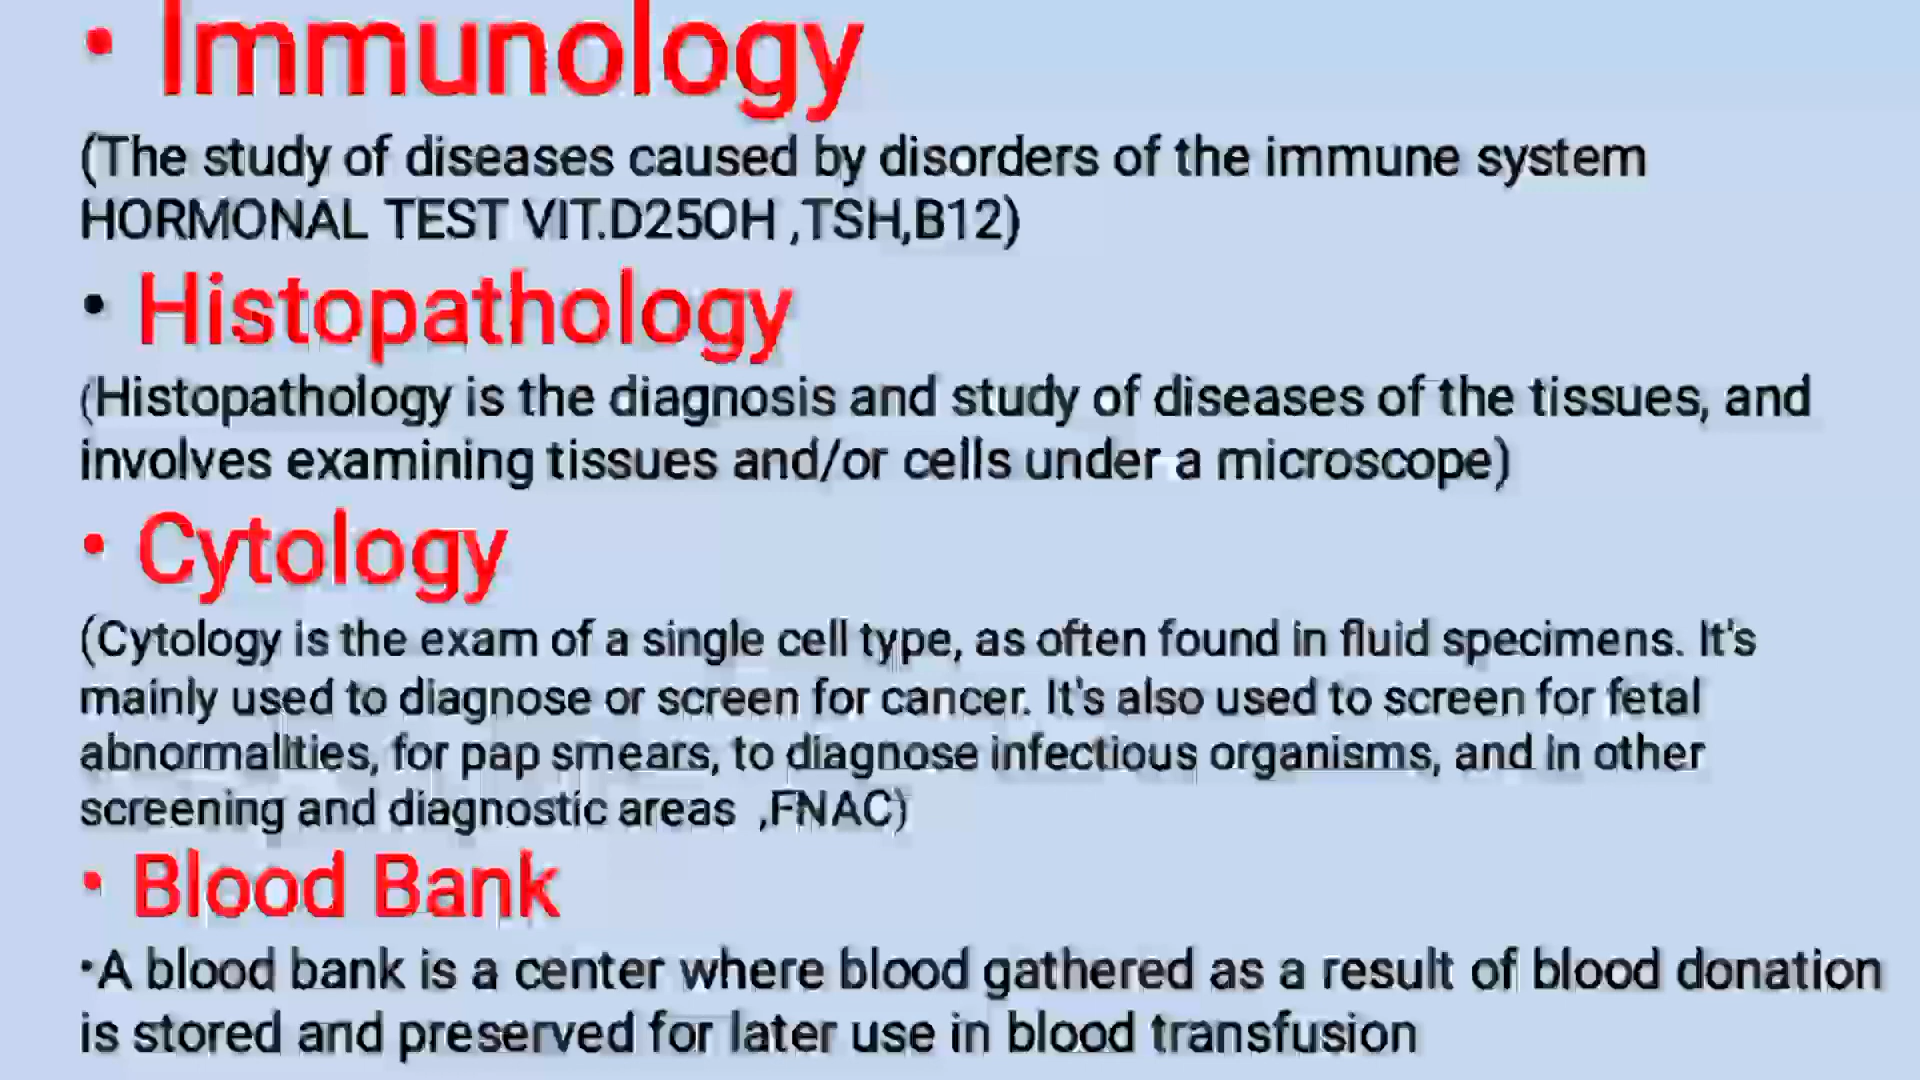 • Immunology
(The study of diseases caused by disorders of the immune system
HORMONAL TEST VIT.D25OH ,TSH,B12)
• Histopathology
(Histopathology is the diagnosis and study of diseases of the tissues, and
involves examining tissues and/or cells under a microscope)
• Cytology
(Cytology is the exam of a single cell type, as often found in fluid specimens. It's
mainly used to diagnose or screen for cancer. It's also used to screen for fetal
abnormalities, for pap smears, to diagnose infectious organisms, and in other
screening and diagnostic areas ,FNAC)
• Blood Bank
•A blood bank is a center where blood gathered as a result of blood donation
is stored and preserved for later use in blood transfusion